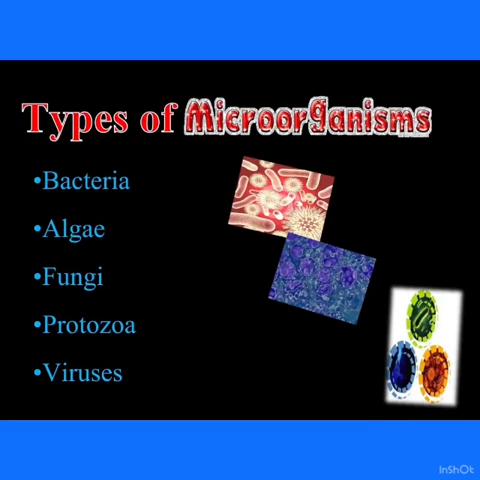 Types of Microorganisms
•Bacteria
•Algae
•Fungi
•Protozoa
•Viruses
InShOt